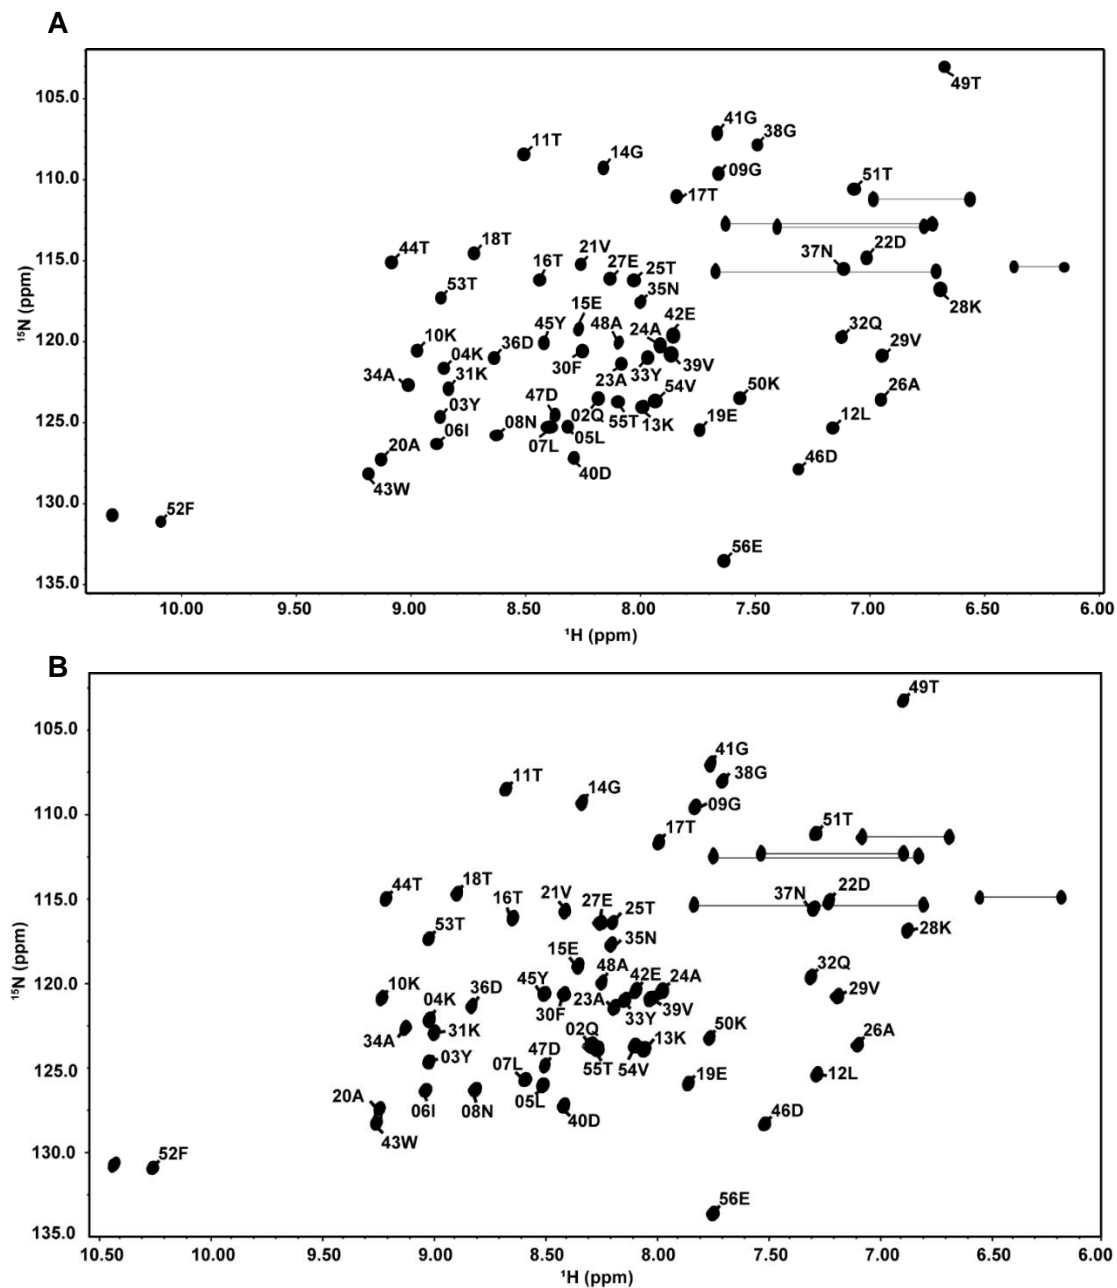 A
105.0
110.0
115.0
120.0
125.0
130.0
135.0
¹⁵N (ppm)
49T
41G
38G
11T
14G
09G
51T
17T
44T
18T
21V
37N
22D
16T
27E
25T
53T
35N
28K
15E
45Y
48A
24A
42E
32Q
10K
36D
29V
04K
30F
39V
34A
31K
23A
33Y
54V
50K
26A
03Y
47D
02Q
08N
55T
13K
19E
12L
06I
07L
05L
20A
40D
46D
43W
52F
56E
10.00
9.50
9.00
8.50
8.00
7.50
7.00
6.50
6.00
¹H (ppm)
B
105.0
110.0
115.0
120.0
125.0
130.0
135.0
¹⁵N (ppm)
49T
41G
38G
11T
14G
09G
51T
17T
44T
18T
21V
37N
22D
16T
27E
25T
53T
35N
28K
15E
48A
42E
24A
32Q
10K
36D
45Y
29V
04K
30F
23A
39V
34A
31K
33Y
50K
02Q
13K
26A
03Y
47D
07L
55T
54V
19E
12L
20A
06I
08N
05L
40D
46D
43W
52F
56E
10.50
10.00
9.50
9.00
8.50
8.00
7.50
7.00
6.50
6.00
¹H (ppm)